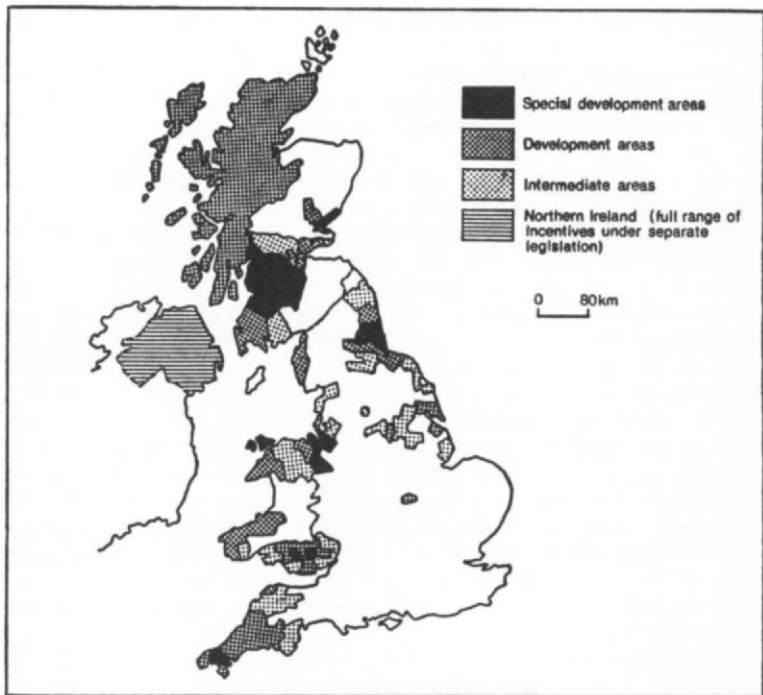 Special development areas
Development areas
Intermediate areas
Northern Ireland (full range of
Incentives under separate
legislation)
0 80km